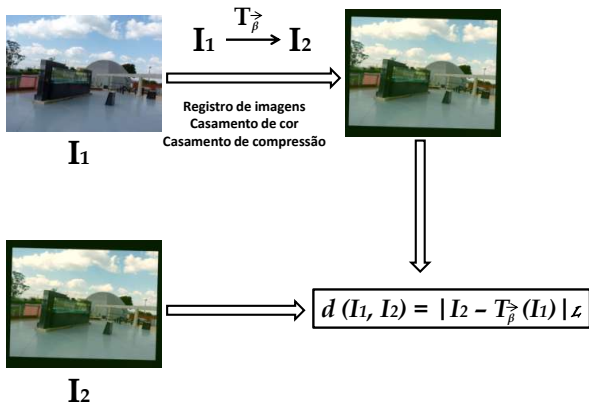 I₁ → I₂
T_β⃗
Registro de imagens
Casamento de cor
Casamento de compressão
I₁
d (I₁, I₂) = |I₂ – T_β⃗ (I₁)|
I₂